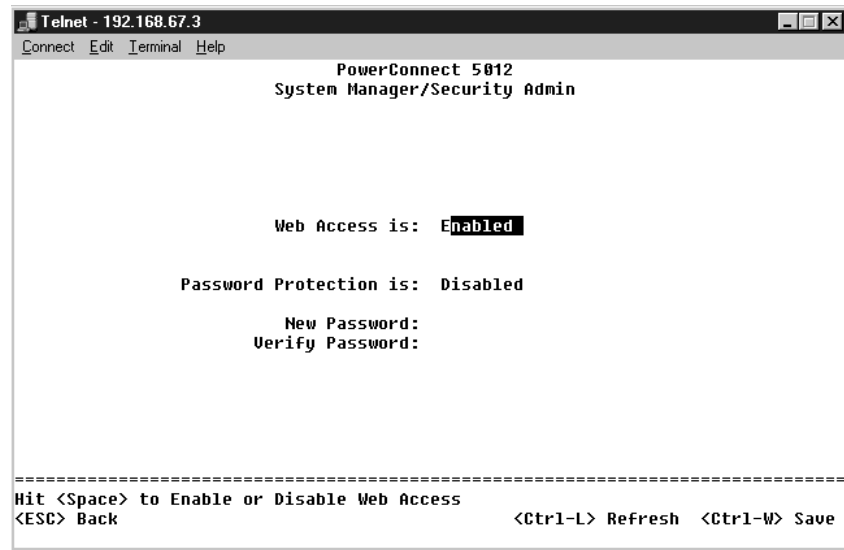 Telnet - 192.168.67.3
Connect Edit Terminal Help
PowerConnect 5012
System Manager/Security Admin
Web Access is: Enabled
Password Protection is: Disabled
New Password:
Verify Password:
================================================================================
Hit <Space> to Enable or Disable Web Access
<ESC> Back <Ctrl-L> Refresh <Ctrl-W> Save